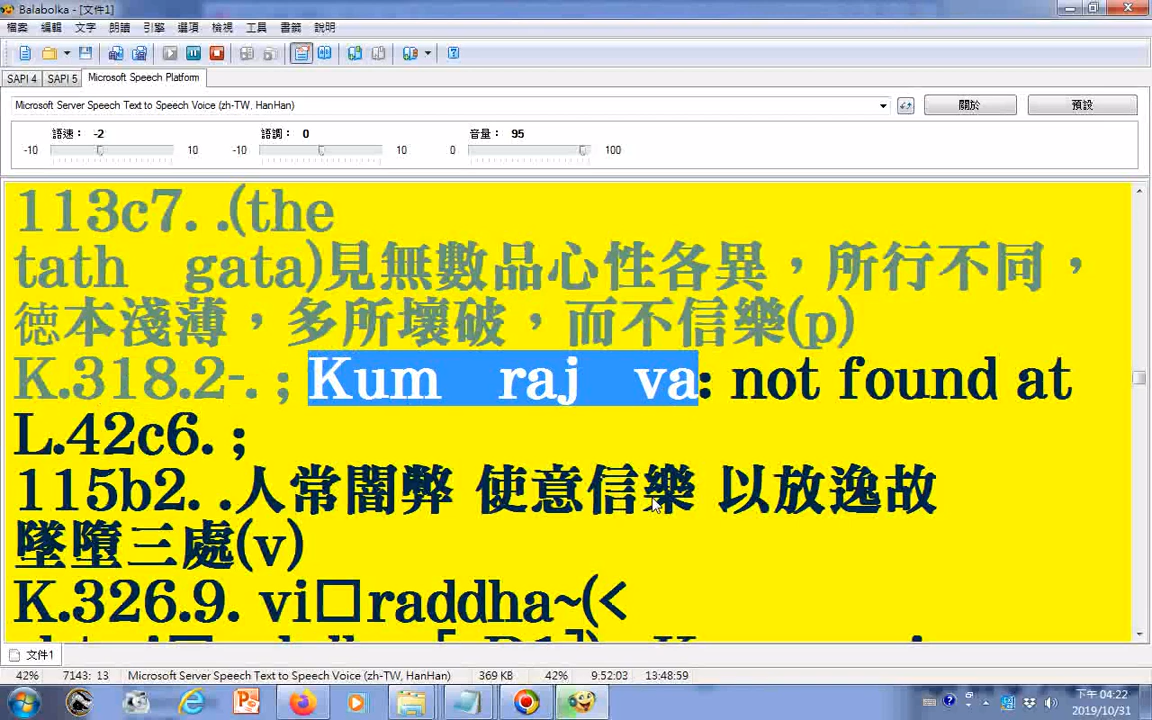 Balabolka - [文件1]
檔案 編輯 文字 朗讀 引擎 選項 檢視 工具 書籤 說明
SAPI 4 SAPI 5 Microsoft Speech Platform
Microsoft Server Speech Text to Speech Voice (zh-TW, HanHan) 關於 預設
語速： -2 語調： 0 音量： 95
-10 10 -10 10 0 100
113c7. .(the
tath gata)見無數品心性各異，所行不同，
德本淺薄，多所壞破，而不信樂(p)
K.318.2-. ; Kum raj va: not found at
L.42c6. ;
115b2. .人常闇弊 使意信樂 以放逸故
墜墮三處(v)
K.326.9. vi□raddha~(<
文件1
42% 7143: 13 Microsoft Server Speech Text to Speech Voice (zh-TW, HanHan) 369 KB 42% 9:52:03 13:48:59
下午 04:22
2019/10/31